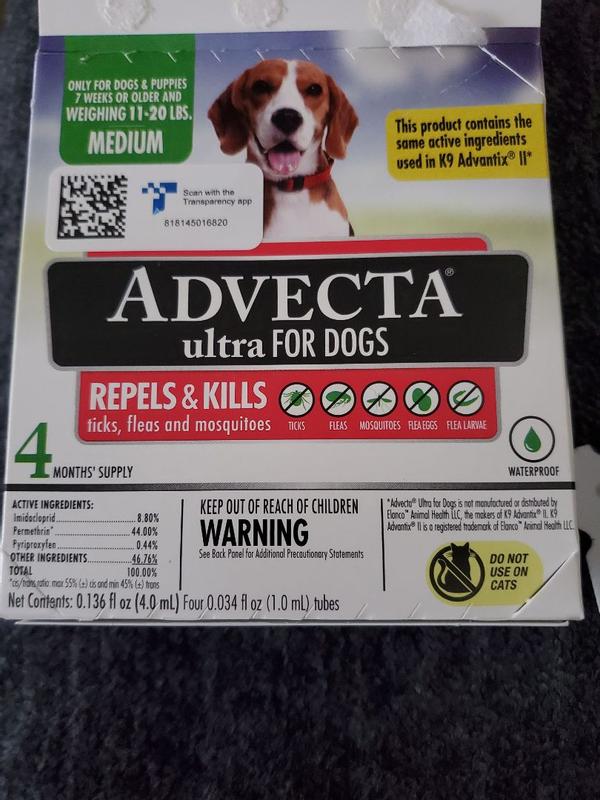 ONLY FOR DOGS & PUPPIES
7 WEEKS OR OLDER AND
WEIGHING 11-20 LBS.
MEDIUM
This product contains the
same active ingredients
used in K9 Advantix® II*
Scan with the
Transparency app
818145016820
ADVECTA®
ultra FOR DOGS
REPELS & KILLS
ticks, fleas and mosquitoes
TICKS FLEAS MOSQUITOES FLEA EGGS FLEA LARVAE
4 MONTHS' SUPPLY
WATERPROOF
ACTIVE INGREDIENTS:
Imidacloprid 8.80%
Permethrin* 44.00%
Pyriproxyfen 0.44%
OTHER INGREDIENTS 46.76%
TOTAL 100.00%
*cis/trans ratio: max 55% (±) cis and min 45% (±) trans
Net Contents: 0.136 fl oz (4.0 mL) Four 0.034 fl oz (1.0 mL) tubes
KEEP OUT OF REACH OF CHILDREN
WARNING
See Back Panel for Additional Precautionary Statements
*Advecta® Ultra for Dogs is not manufactured or distributed by
Elanco™ Animal Health LLC, the makers of K9 Advantix® II. K9
Advantix® II is a registered trademark of Elanco™ Animal Health LLC.
DO NOT
USE ON
CATS